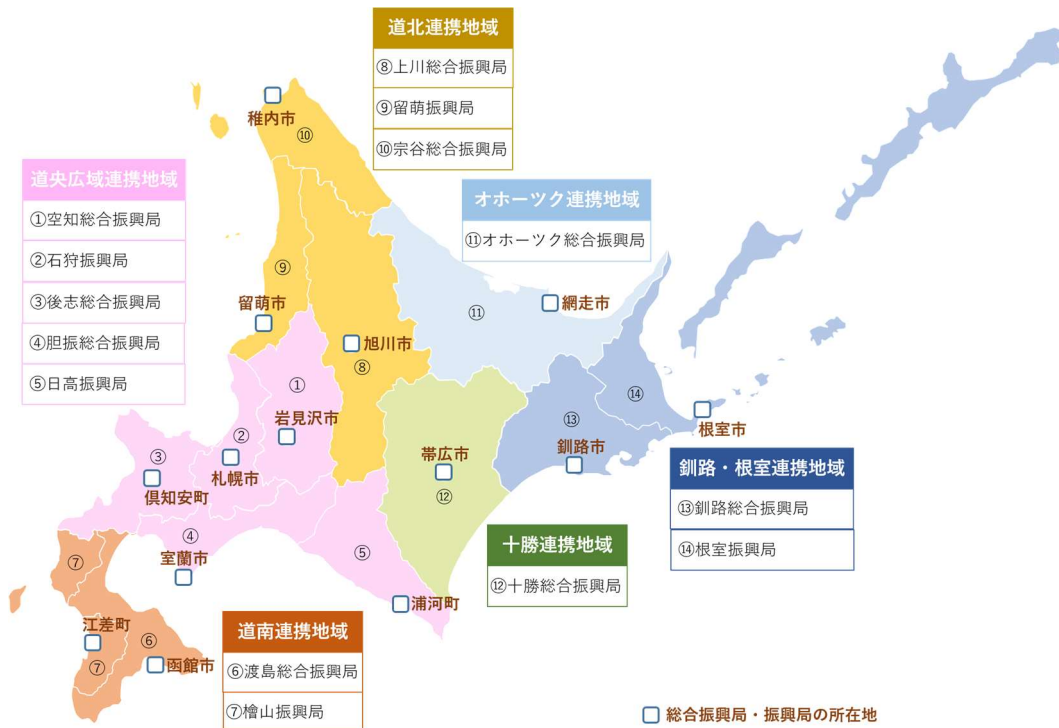 道北連携地域
⑧上川総合振興局
⑨留萌振興局
⑩宗谷総合振興局
稚内市
⑩
道央広域連携地域
①空知総合振興局
②石狩振興局
③後志総合振興局
④胆振総合振興局
⑤日高振興局
オホーツク連携地域
⑪オホーツク総合振興局
⑨
留萌市
網走市
⑪
旭川市
⑧
①
岩見沢市
⑭
根室市
⑬
釧路市
②
札幌市
③
倶知安町
帯広市
⑫
釧路・根室連携地域
⑬釧路総合振興局
⑭根室振興局
④
室蘭市
⑤
浦河町
十勝連携地域
⑫十勝総合振興局
⑦
江差町
⑥
⑦
函館市
道南連携地域
⑥渡島総合振興局
⑦檜山振興局
総合振興局・振興局の所在地